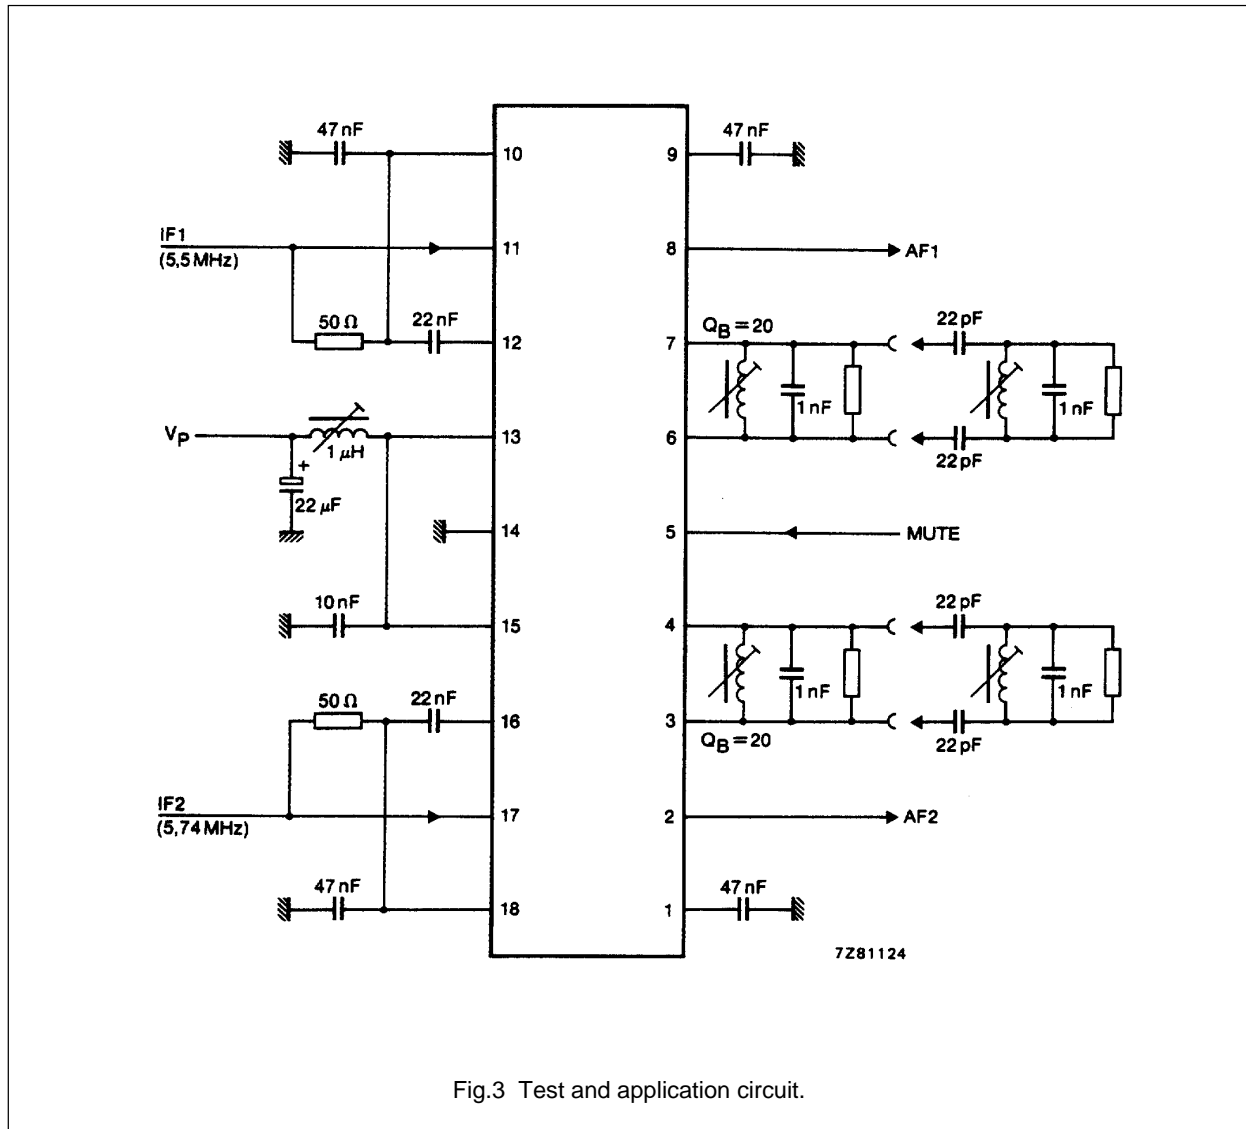 47 nF
10
9
47 nF
IF1
(5,5 MHz)
11
8
AF1
50 Ω
22 nF
12
QB = 20
7
22 pF
1 nF
1 nF
VP
1 μH
13
6
22 pF
+
22 μF
14
5
MUTE
10 nF
15
4
22 pF
50 Ω
22 nF
16
1 nF
1 nF
3
QB = 20
22 pF
IF2
(5,74 MHz)
17
2
AF2
47 nF
18
1
47 nF
7Z81124
Fig.3 Test and application circuit.